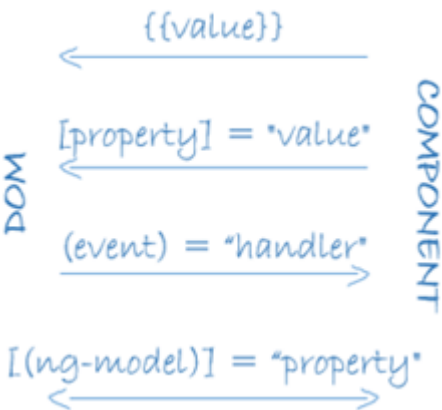 {{value}}
[property] = "value"
DOM
COMPONENT
(event) = "handler"
[(ng-model)] = "property"